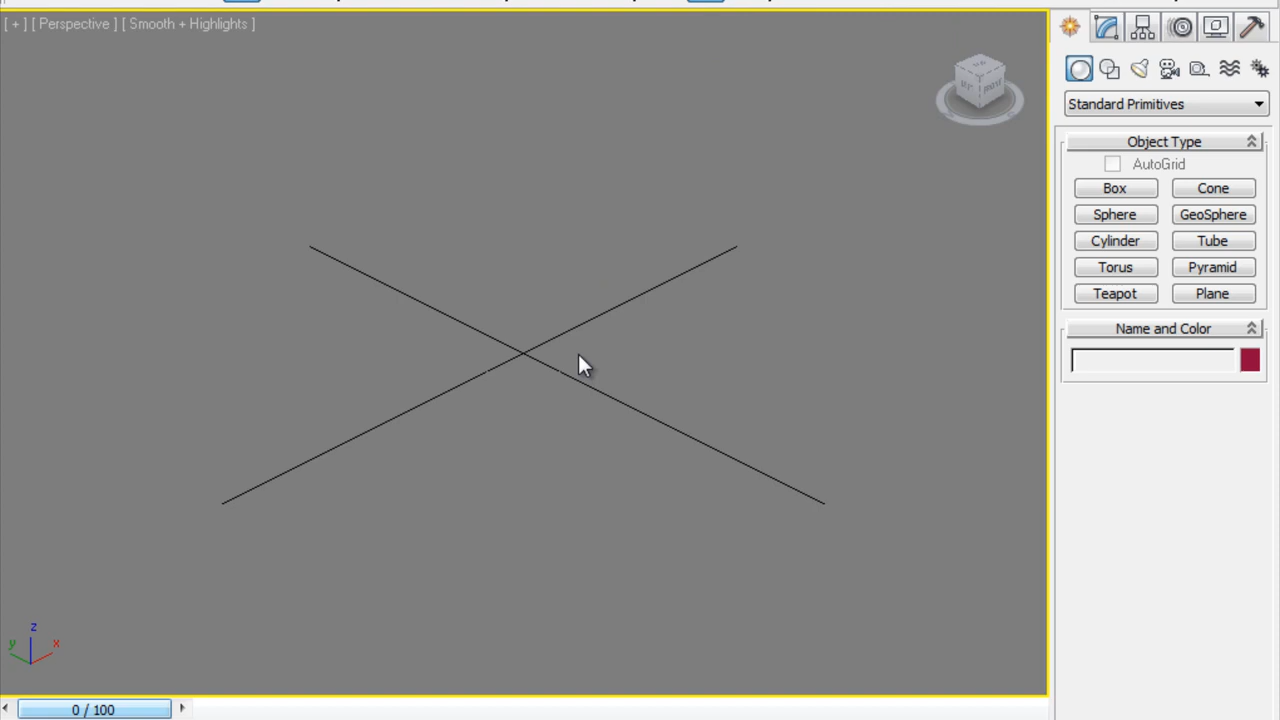 [ + ] [ Perspective ] [ Smooth + Highlights ]
Standard Primitives
Object Type
AutoGrid
Box Cone
Sphere GeoSphere
Cylinder Tube
Torus Pyramid
Teapot Plane
Name and Color
z
y x
0 / 100